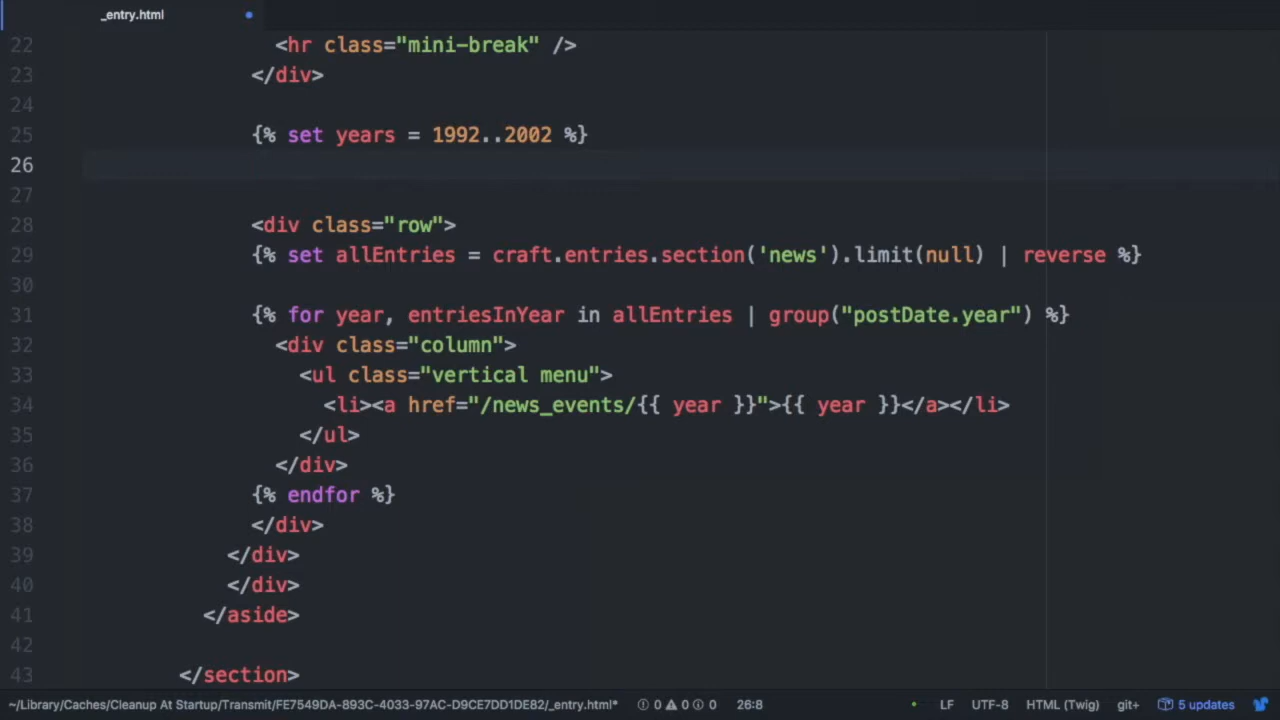 _entry.html
22 <hr class="mini-break" />
23 </div>
24
25 {% set years = 1992..2002 %}
26
27
28 <div class="row">
29 {% set allEntries = craft.entries.section('news').limit(null) | reverse %}
30
31 {% for year, entriesInYear in allEntries | group("postDate.year") %}
32 <div class="column">
33 <ul class="vertical menu">
34 <li><a href="/news_events/{{ year }}">{{ year }}</a></li>
35 </ul>
36 </div>
37 {% endfor %}
38 </div>
39 </div>
40 </div>
41 </aside>
42
43 </section>
~/Library/Caches/Cleanup At Startup/Transmit/FE7549DA-893C-4033-97AC-D9CE7DD1DE82/_entry.html* 0 0 0 26:8 LF UTF-8 HTML (Twig) git+ 5 updates